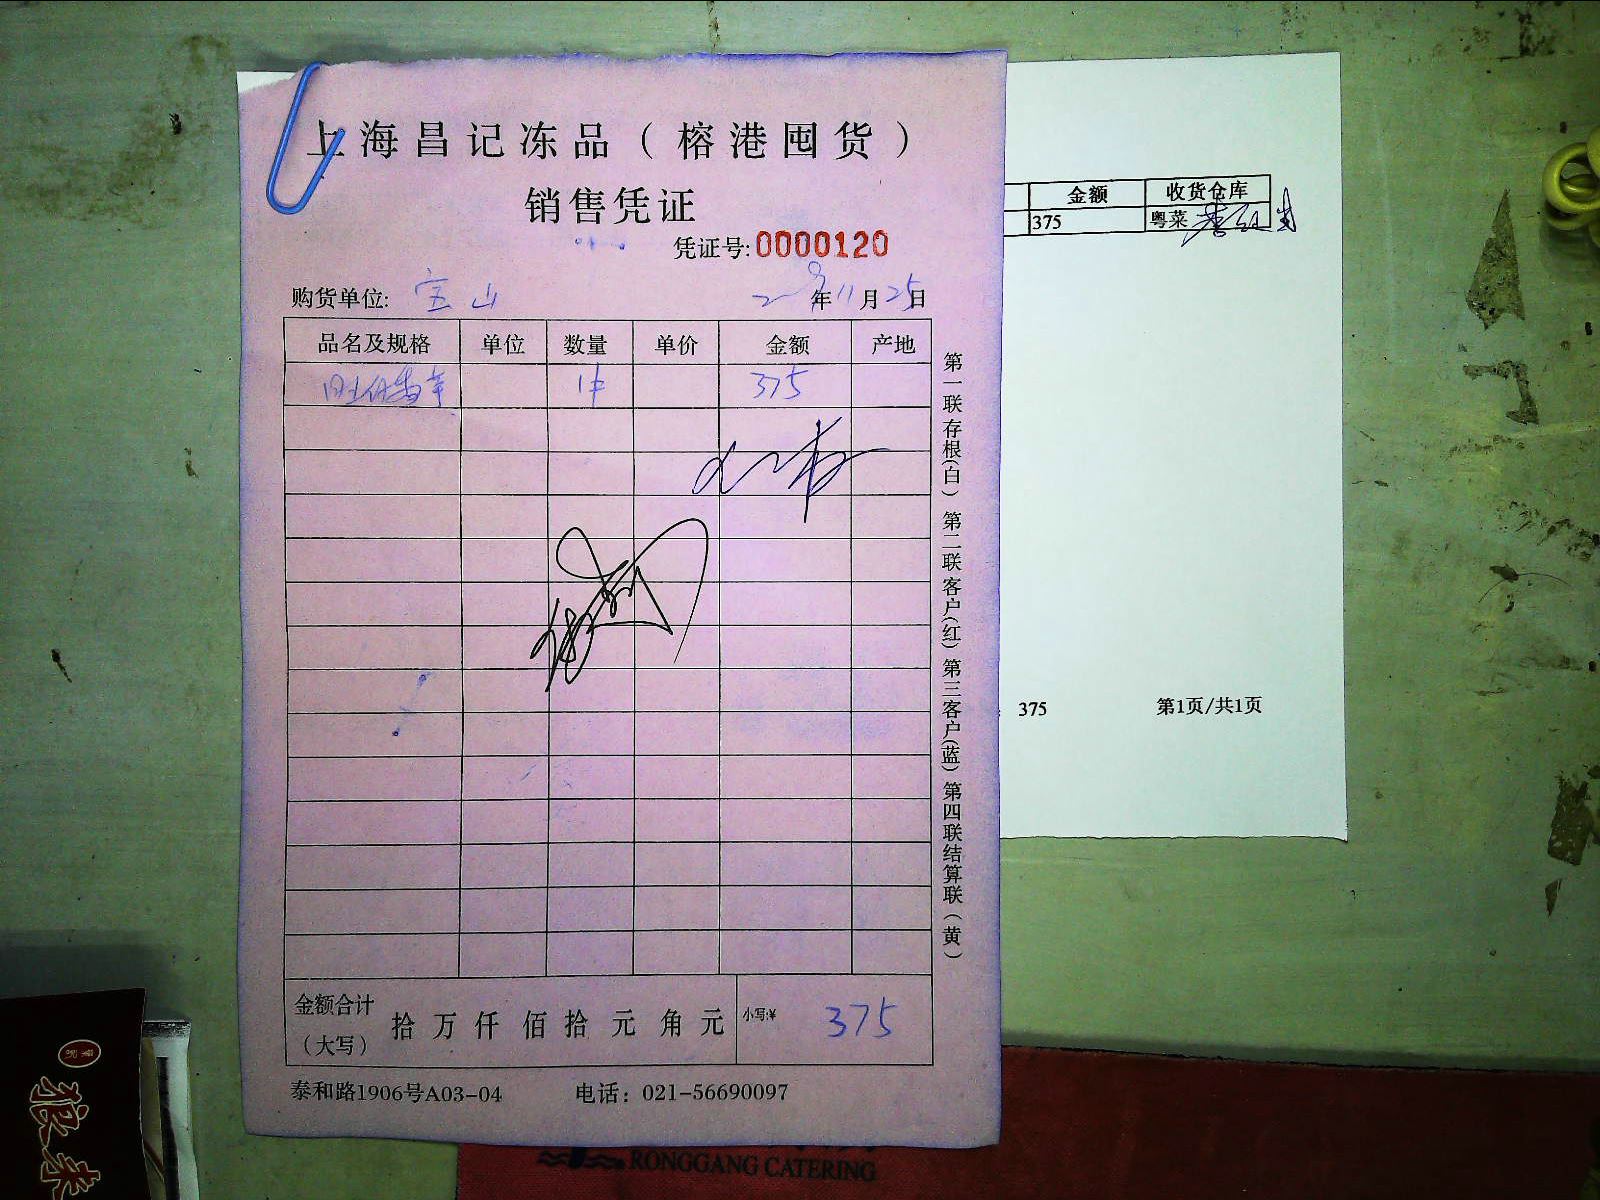 上海昌记冻品（榕港囤货）
销售凭证
凭证号:0000120
购货单位: 宝山 年11月25日
品名及规格 单位 数量 单价 金额 产地
1件 375
金额合计（大写） 拾万仟佰拾元角元 小写:¥ 375
泰和路1906号A03-04 电话：021-56690097
第一联存根(白) 第二联客户(红) 第三客户(蓝) 第四联结算联(黄)
金额 收货仓库
375 粤菜
375 第1页/共1页
RONGGANG CATERING